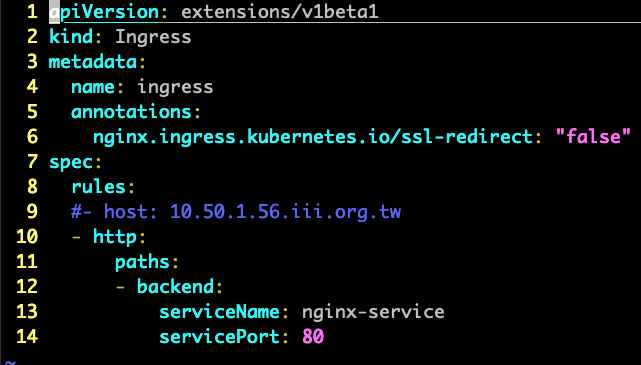 1 apiVersion: extensions/v1beta1
2 kind: Ingress
3 metadata:
4   name: ingress
5   annotations:
6     nginx.ingress.kubernetes.io/ssl-redirect: "false"
7 spec:
8   rules:
9   #- host: 10.50.1.56.iii.org.tw
10   - http:
11       paths:
12       - backend:
13           serviceName: nginx-service
14           servicePort: 80
~